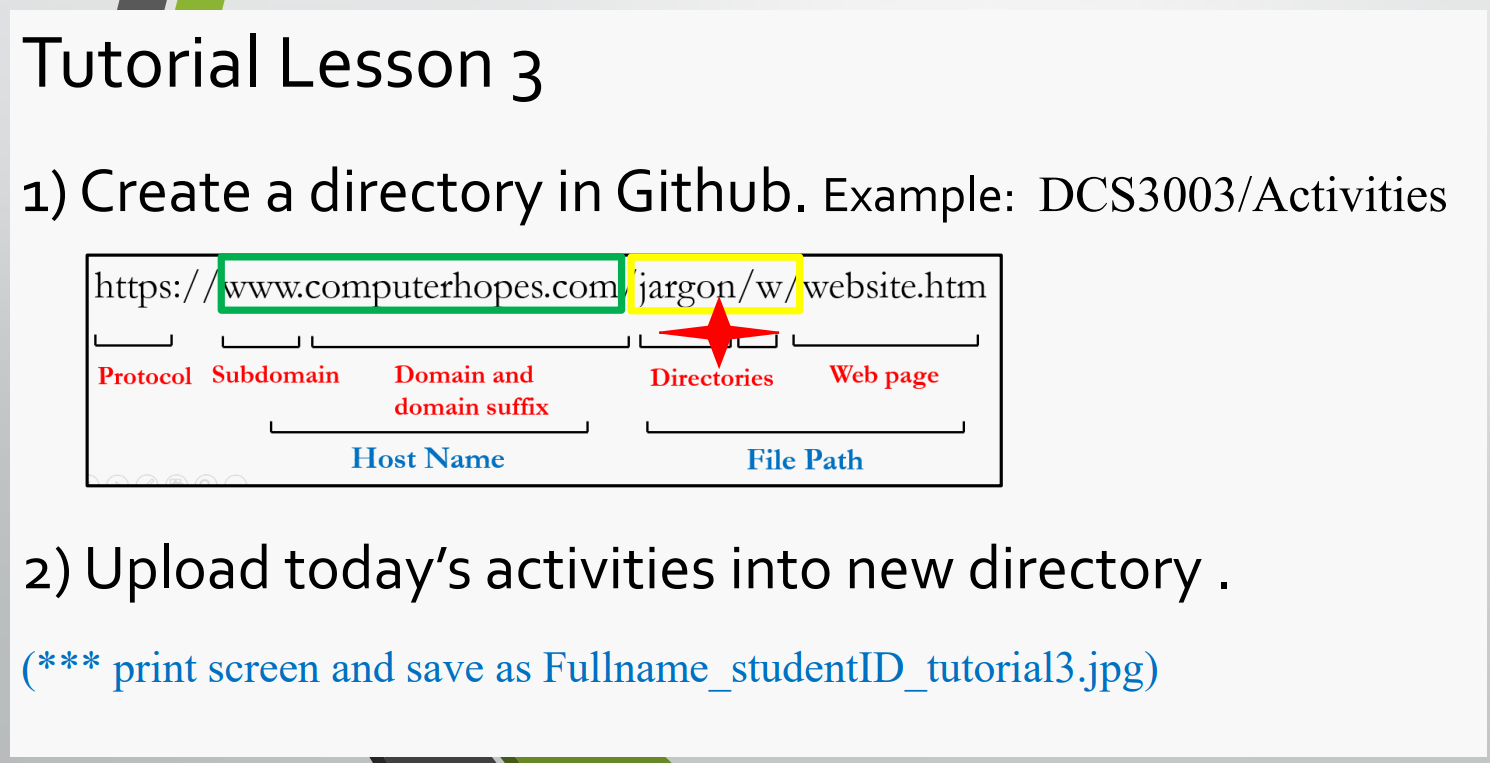 Tutorial Lesson 3
1) Create a directory in Github. Example: DCS3003/Activities
https://www.computerhopes.com/jargon/w/website.htm
Protocol Subdomain Domain and Directories Web page
domain suffix
Host Name File Path
2) Upload today’s activities into new directory .
(*** print screen and save as Fullname_studentID_tutorial3.jpg)